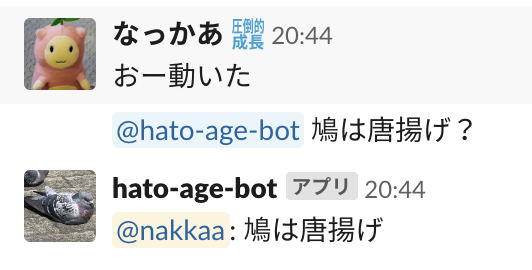 なっかあ 圧倒的成長 20:44
おー動いた
@hato-age-bot 鳩は唐揚げ？
hato-age-bot アプリ 20:44
@nakkaa: 鳩は唐揚げ